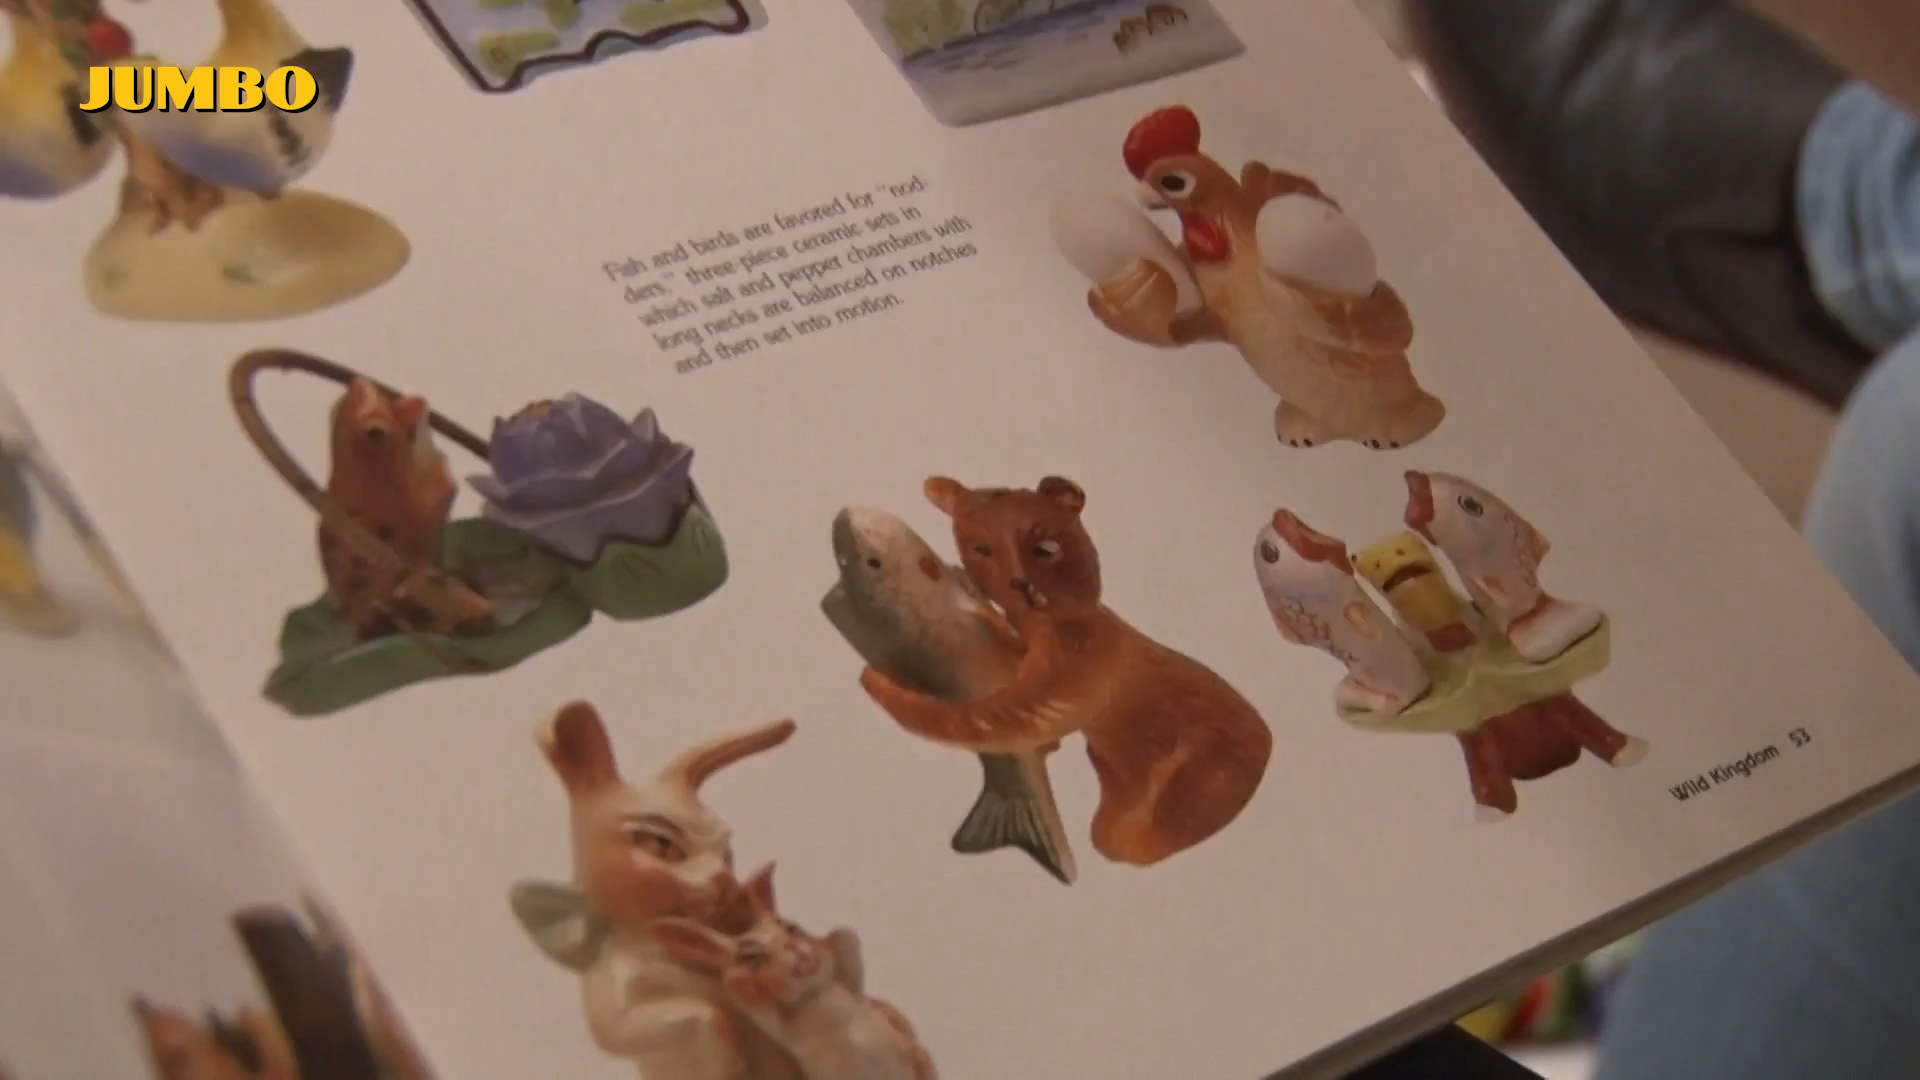 JUMBO
Fish and birds are favored for "nod-
ders," three-piece ceramic sets in
which salt and pepper chambers with
long necks are balanced on notches
and then set into motion.
Wild Kingdom 53